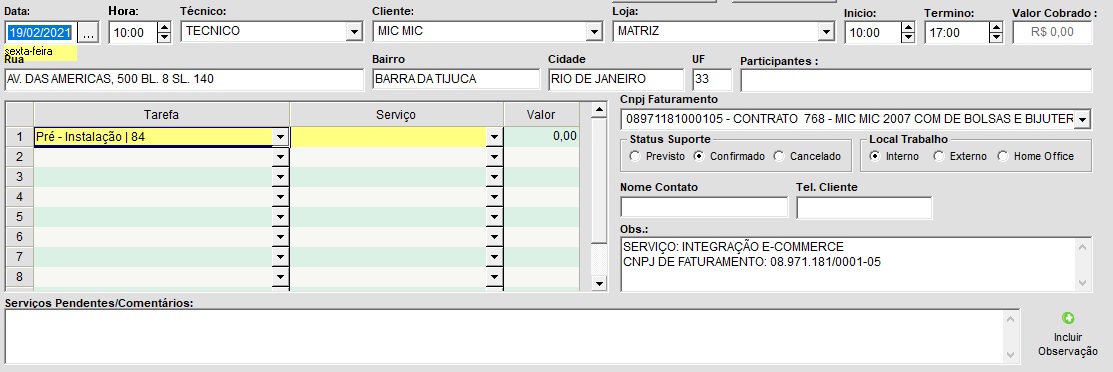 Data: Hora: Técnico: Cliente: Loja: Inicio: Termino: Valor Cobrado :
19/02/2021 ... 10:00 TECNICO MIC MIC MATRIZ 10:00 17:00 R$ 0,00
sexta-feira
Rua Bairro Cidade UF Participantes :
AV. DAS AMERICAS, 500 BL. 8 SL. 140 BARRA DA TIJUCA RIO DE JANEIRO 33
Tarefa Serviço Valor
1 Pré - Instalação | 84 0,00
2
3
4
5
6
7
8
Cnpj Faturamento
08971181000105 - CONTRATO 768 - MIC MIC 2007 COM DE BOLSAS E BIJUTER
Status Suporte Local Trabalho
Previsto Confirmado Cancelado Interno Externo Home Office
Nome Contato Tel. Cliente
Obs.:
SERVIÇO: INTEGRAÇÃO E-COMMERCE
CNPJ DE FATURAMENTO: 08.971.181/0001-05
Serviços Pendentes/Comentários:
Incluir
Observação